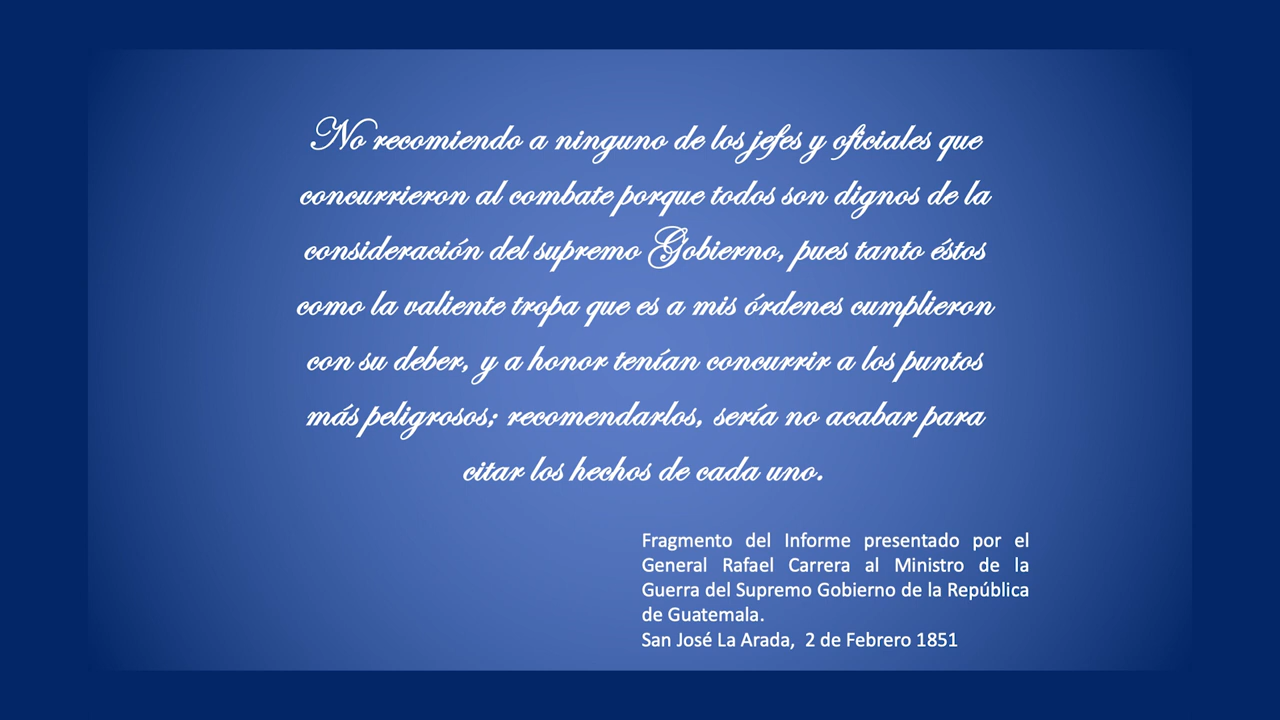 No recomiendo a ninguno de los jefes y oficiales que
concurrieron al combate porque todos son dignos de la
consideración del supremo Gobierno, pues tanto éstos
como la valiente tropa que es a mis órdenes cumplieron
con su deber, y a honor tenían concurrir a los puntos
más peligrosos; recomendarlos, sería no acabar para
citar los hechos de cada uno.
Fragmento del Informe presentado por el
General Rafael Carrera al Ministro de la
Guerra del Supremo Gobierno de la República
de Guatemala.
San José La Arada, 2 de Febrero 1851